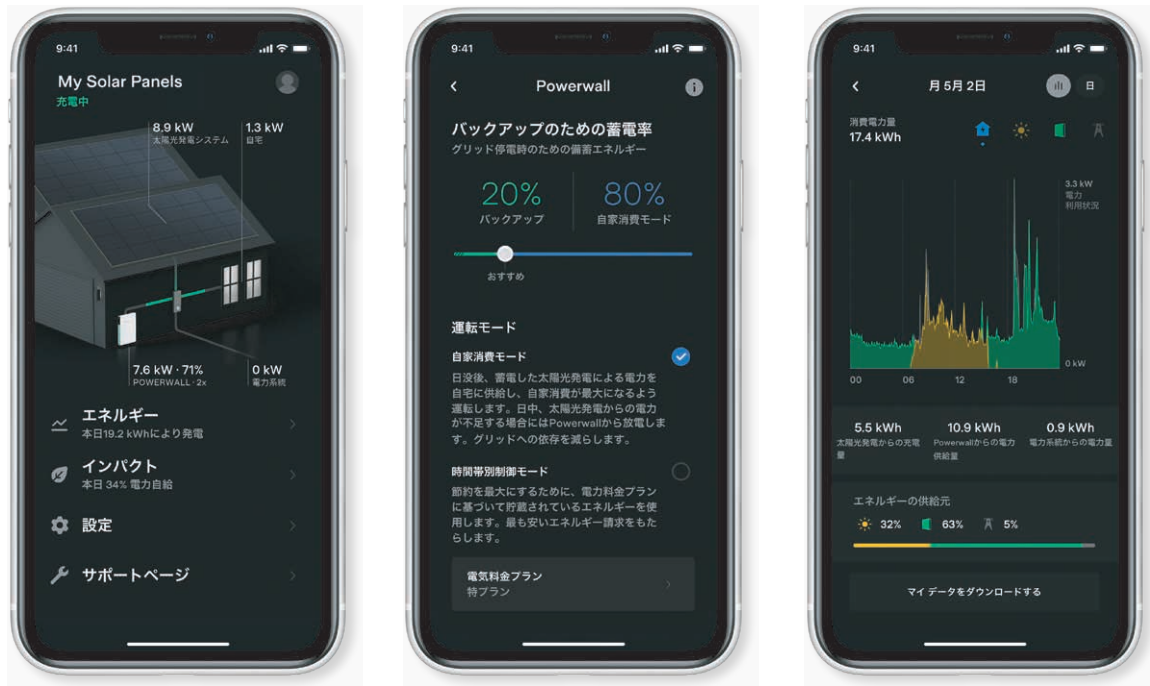 9:41
My Solar Panels
充電中
8.9 kW
太陽光発電システム
1.3 kW
自宅
7.6 kW · 71%
POWERWALL · 2x
0 kW
電力系統
エネルギー
本日19.2 kWhにより発電
インパクト
本日 34% 電力自給
設定
サポートページ
9:41
Powerwall
バックアップのための蓄電率
グリッド停電時のための備蓄エネルギー
20%
バックアップ
80%
自家消費モード
おすすめ
運転モード
自家消費モード
日没後、蓄電した太陽光発電による電力を
自宅に供給し、自家消費が最大になるよう
運転します。日中、太陽光発電からの電力
が不足する場合にはPowerwallから放電しま
す。グリッドへの依存を減らします。
時間帯別制御モード
節約を最大にするために、電力料金プラン
に基づいて貯蔵されているエネルギーを使
用します。最も安いエネルギー請求をもた
らします。
電気料金プラン
特プラン
9:41
月 5月 2日
日
消費電力量
17.4 kWh
3.3 kW
電力
利用状況
0 kW
00 06 12 18
5.5 kWh
太陽光発電からの充電
量
10.9 kWh
Powerwallからの電力
供給量
0.9 kWh
電力系統からの電力量
エネルギーの供給元
32% 63% 5%
マイ データをダウンロードする